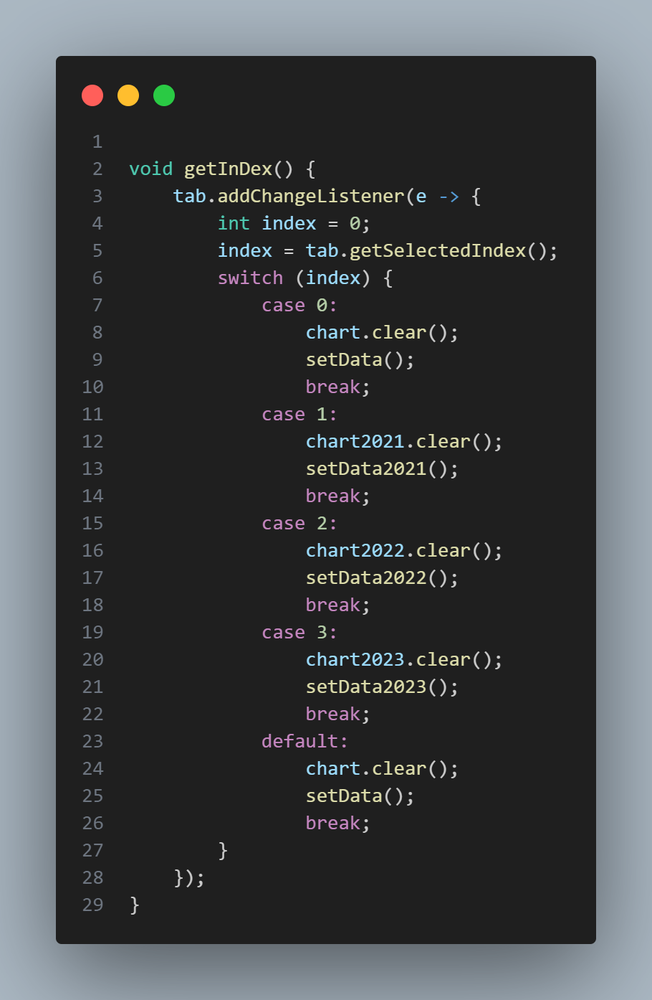 1
2 void getInDex() {
3     tab.addChangeListener(e -> {
4         int index = 0;
5         index = tab.getSelectedIndex();
6         switch (index) {
7             case 0:
8                 chart.clear();
9                 setData();
10                 break;
11             case 1:
12                 chart2021.clear();
13                 setData2021();
14                 break;
15             case 2:
16                 chart2022.clear();
17                 setData2022();
18                 break;
19             case 3:
20                 chart2023.clear();
21                 setData2023();
22                 break;
23             default:
24                 chart.clear();
25                 setData();
26                 break;
27         }
28     });
29 }